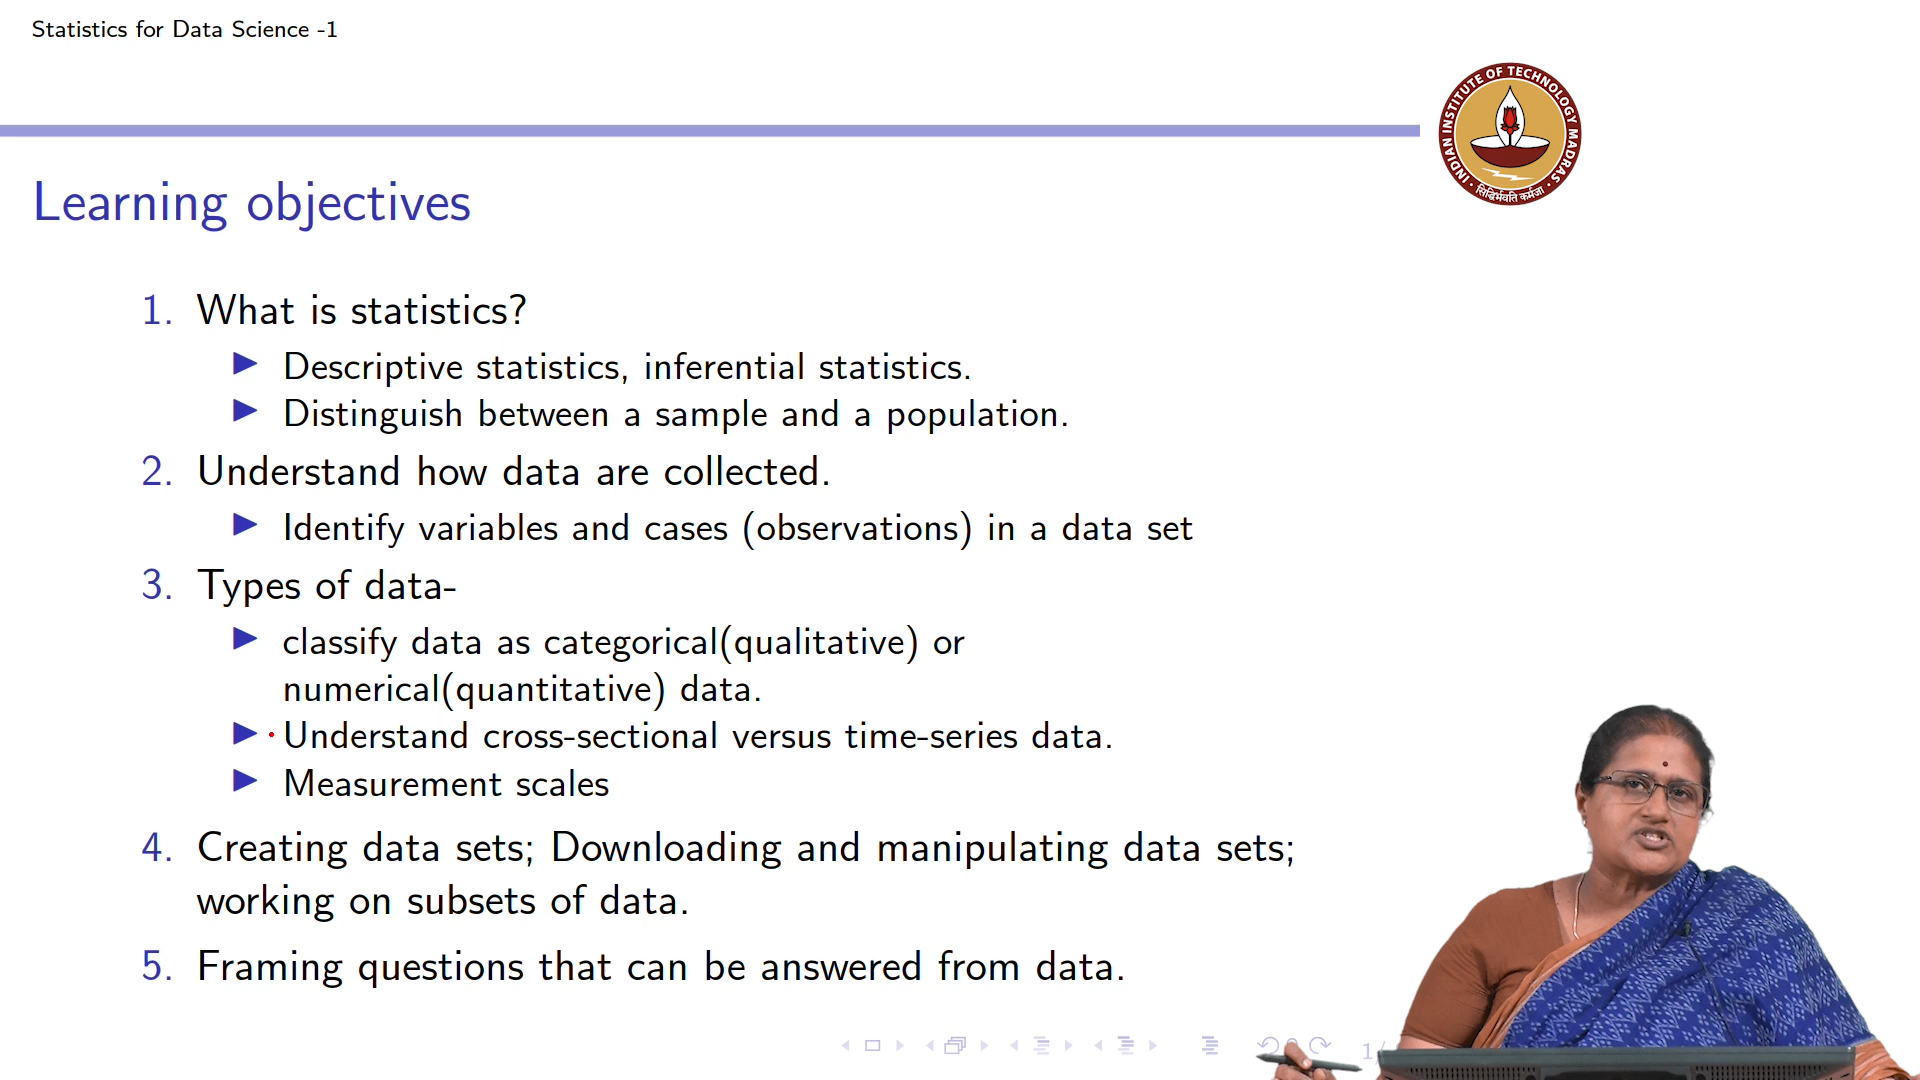 Statistics for Data Science -1
INDIAN INSTITUTE OF TECHNOLOGY MADRAS
सिद्धिर्भवति कर्मजा
Learning objectives
1. What is statistics?
Descriptive statistics, inferential statistics.
Distinguish between a sample and a population.
2. Understand how data are collected.
Identify variables and cases (observations) in a data set
3. Types of data-
classify data as categorical(qualitative) or
numerical(quantitative) data.
Understand cross-sectional versus time-series data.
Measurement scales
4. Creating data sets; Downloading and manipulating data sets;
working on subsets of data.
5. Framing questions that can be answered from data.
1/